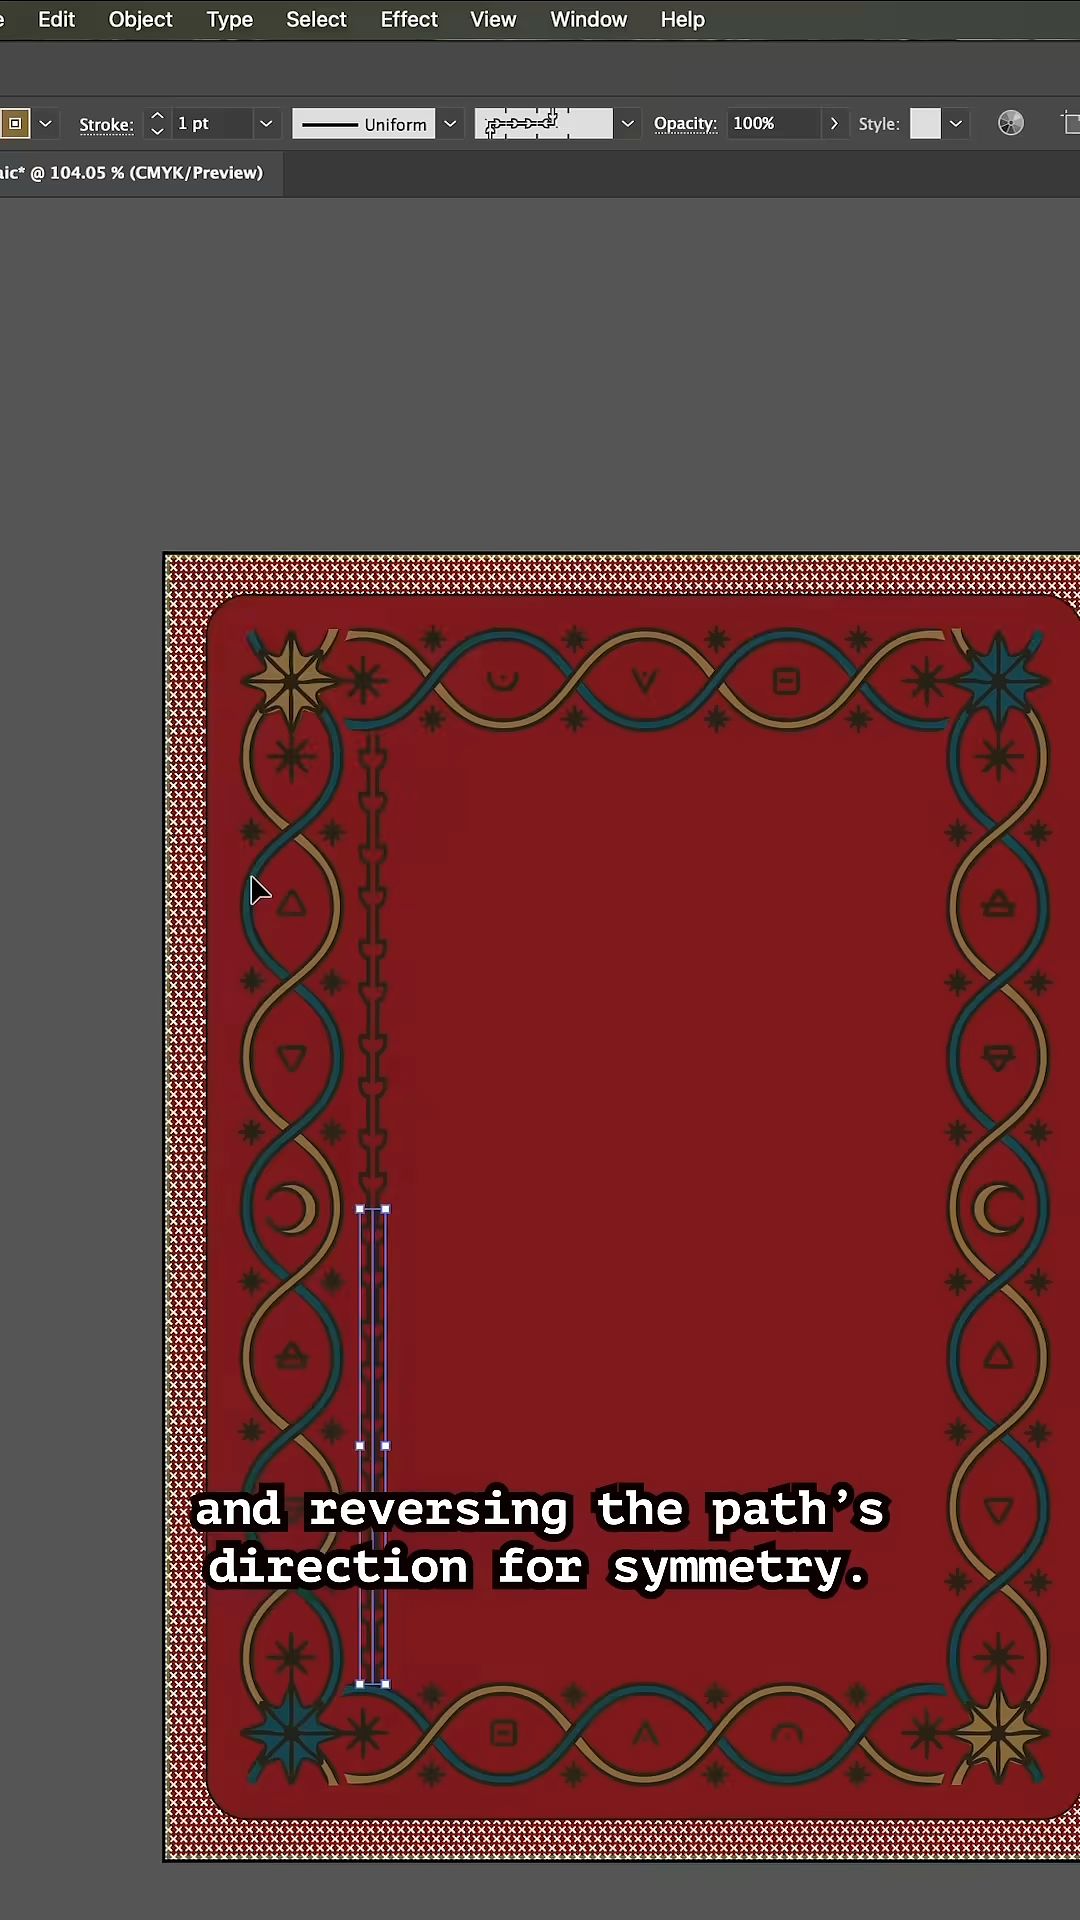 Edit Object Type Select Effect View Window Help
Stroke: 1 pt Uniform Opacity: 100% Style:
* @ 104.05 % (CMYK/Preview)
and reversing the path’s
direction for symmetry.